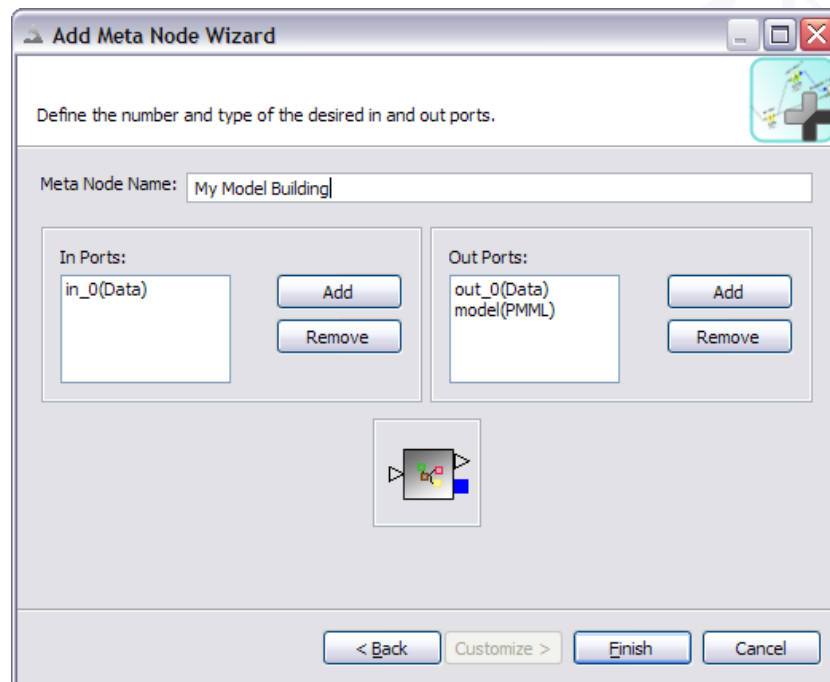 Add Meta Node Wizard
Define the number and type of the desired in and out ports.
Meta Node Name: My Model Building
In Ports:
in_0(Data)
Add
Remove
Out Ports:
out_0(Data)
model(PMML)
Add
Remove
< Back Customize > Finish Cancel